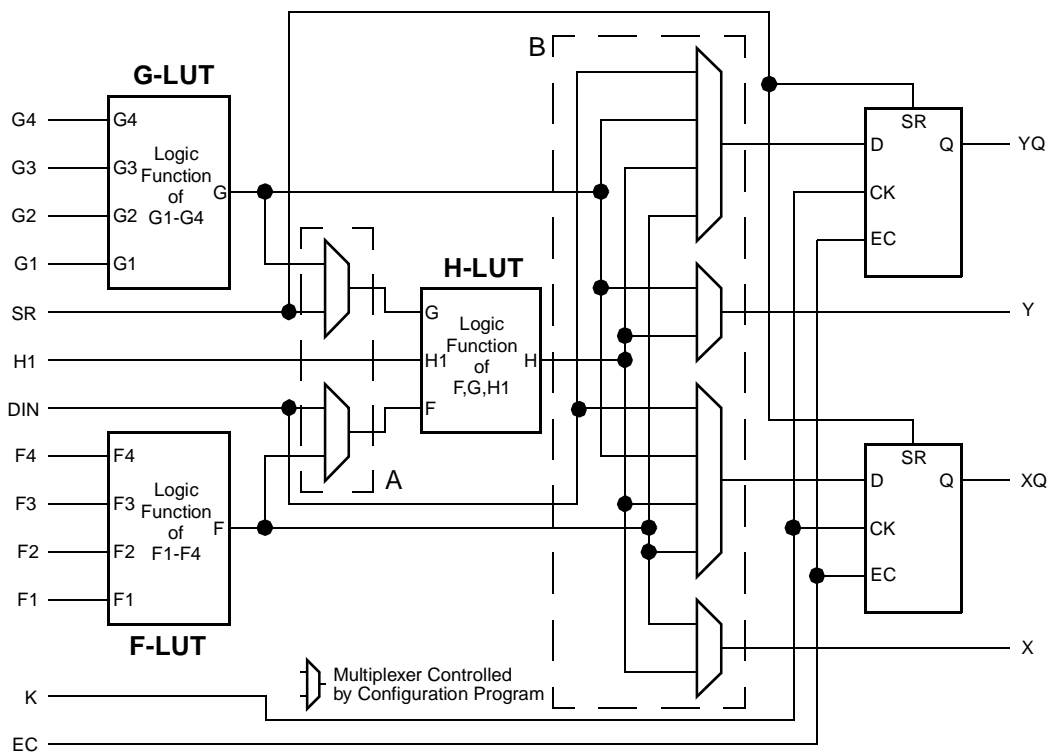 B
G-LUT
G4
G3
G2
G1
G4
G3
G2
G1
Logic
Function
of
G1-G4
G
SR
H1
DIN
H-LUT
G
H1
F
Logic
Function
of
F,G,H1
H
F4
F3
F2
F1
F4
F3
F2
F1
Logic
Function
of
F1-F4
F
F-LUT
A
SR
D
Q
CK
EC
YQ
Y
SR
D
Q
CK
EC
XQ
X
Multiplexer Controlled
by Configuration Program
K
EC